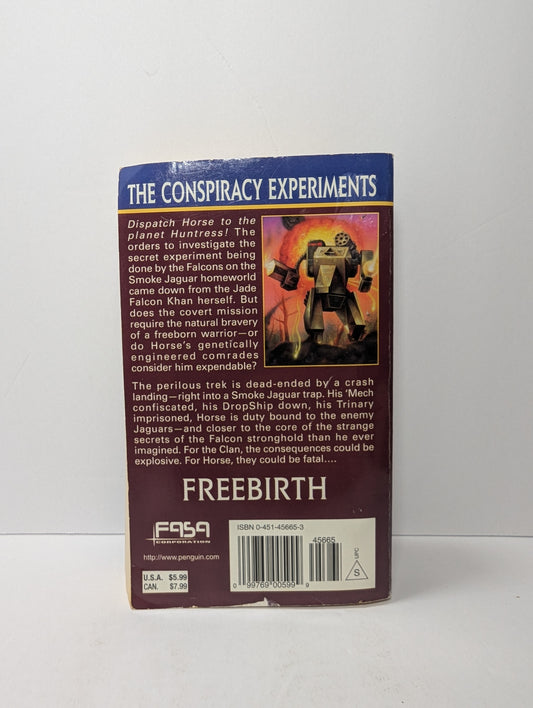 THE CONSPIRACY EXPERIMENTS
Dispatch Horse to the
planet Huntress! The
orders to investigate the
secret experiment being
done by the Falcons on the
Smoke Jaguar homeworld
came down from the Jade
Falcon Khan herself. But
does the covert mission
require the natural bravery
of a freeborn warrior—or
do Horse's genetically
engineered comrades
consider him expendable?
The perilous trek is dead-ended by a crash
landing—right into a Smoke Jaguar trap. His 'Mech
confiscated, his DropShip down, his Trinary
imprisoned, Horse is duty bound to the enemy
Jaguars—and closer to the core of the strange
secrets of the Falcon stronghold than he ever
imagined. For the Clan, the consequences could be
explosive. For Horse, they could be fatal....
FREEBIRTH
FASA
CORPORATION
http://www.penguin.com
U.S.A. $5.99
CAN. $7.99
ISBN 0-451-45665-3
45665
0 99769 00599 9
UPC
S